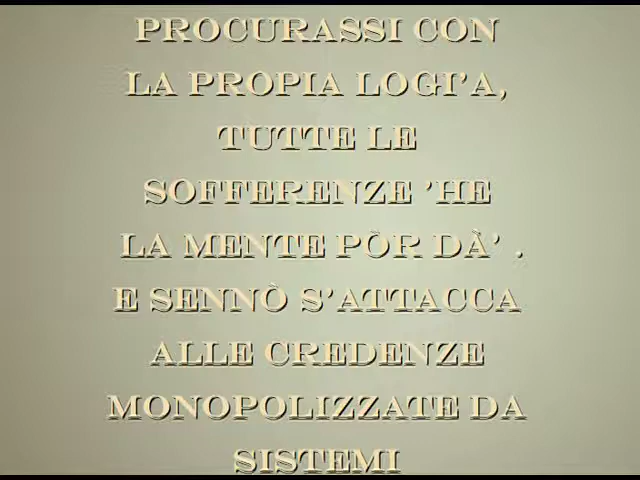 PROCURASSI CON
LA PROPIA LOGI'A,
TUTTE LE
SOFFERENZE 'HE
LA MENTE PÒR DÀ' .
E SENNÒ S'ATTACCA
ALLE CREDENZE
MONOPOLIZZATE DA
SISTEMI